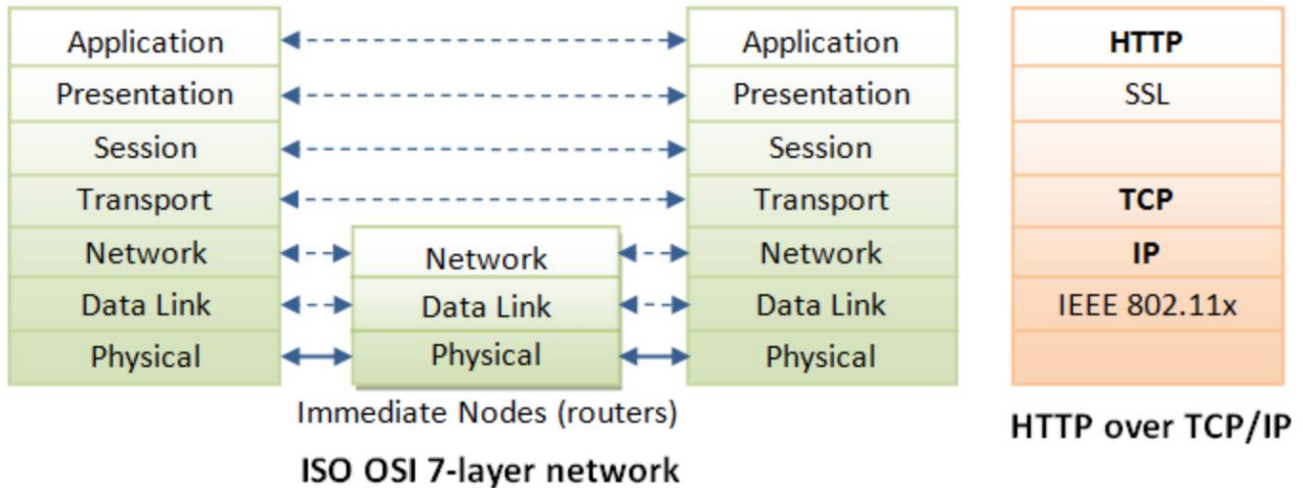 Application
Presentation
Session
Transport
Network
Data Link
Physical
Network
Data Link
Physical
Immediate Nodes (routers)
Application
Presentation
Session
Transport
Network
Data Link
Physical
ISO OSI 7-layer network
HTTP
SSL
TCP
IP
IEEE 802.11x
HTTP over TCP/IP